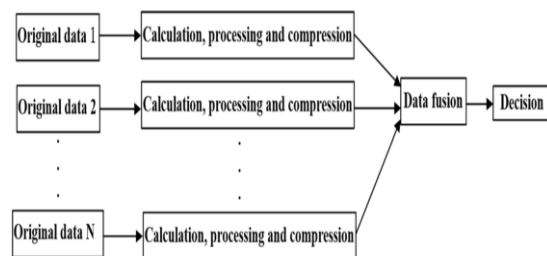 Original data 1
Calculation, processing and compression
Original data 2
Calculation, processing and compression
Data fusion
Decision
Original data N
Calculation, processing and compression